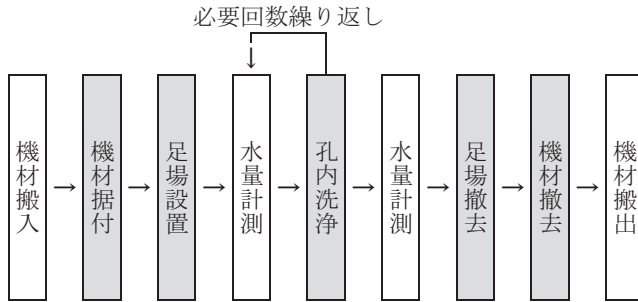 必要回数繰り返し
機材搬入
機材据付
足場設置
水量計測
孔内洗浄
水量計測
足場撤去
機材撤去
機材搬出